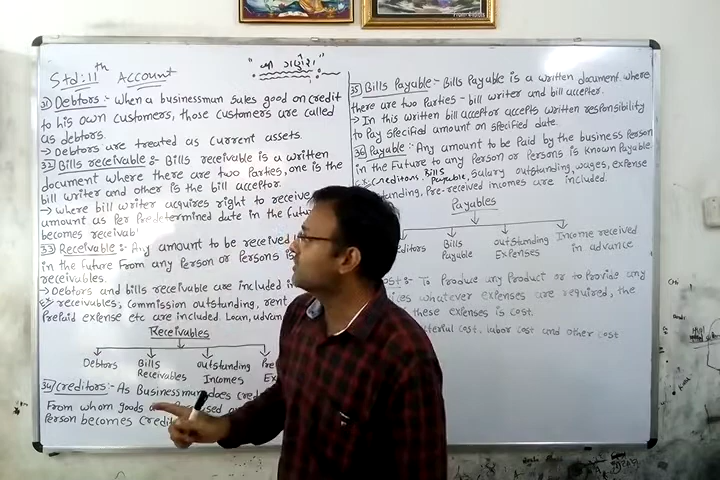 " શ્રી ગણેશ "
Std:11th Account
31) Debtors :- When a businessman sales good on credit
to his own customers, those customers are called
as debtors.
→ Debtors are treated as current assets.
32) Bills receivable :- Bills receivable is a written
document where there are two Parties, one is the
bill writer and other is the bill acceptor.
→ where bill writer acquires right to receive
amount as Per Predetermined date in the futu
becomes receivab
33) Receivable :- Any amount to be received
in the future From any Person or Persons is
receivables.
→ Debtors and bills receivable are included i
Ex receivables; Commission outstanding, rent
Prepaid expense etc are included. Loan, advan
Receivables
Debtors
Bills Receivables
outstanding Incomes
Pre
Ex
34) Creditors :- As Businessman does cred
From whom goods
Person becomes Credit
35) Bills Payable :- Bills Payable is a written document. where
there are two Parties - bill writer and bill accepter.
→ In this written bill acceptor accepts written responsibility
to Pay specified amount on specified date.
36) Payable :- Any amount to be Paid by the business Person
in the Future to any Person or Persons is known Payable
Ex Creditors. Bills Payable, salary outstanding, wages, expense
tanding, Pre-received incomes are included.
Payables
editors
Bills Payable
outstanding Expenses
Income received in advance
ost :- To Produce any Product or to Provide any
ices whatever expenses are required, the
these expenses is cost.
aterial cost, labor cost and other cost